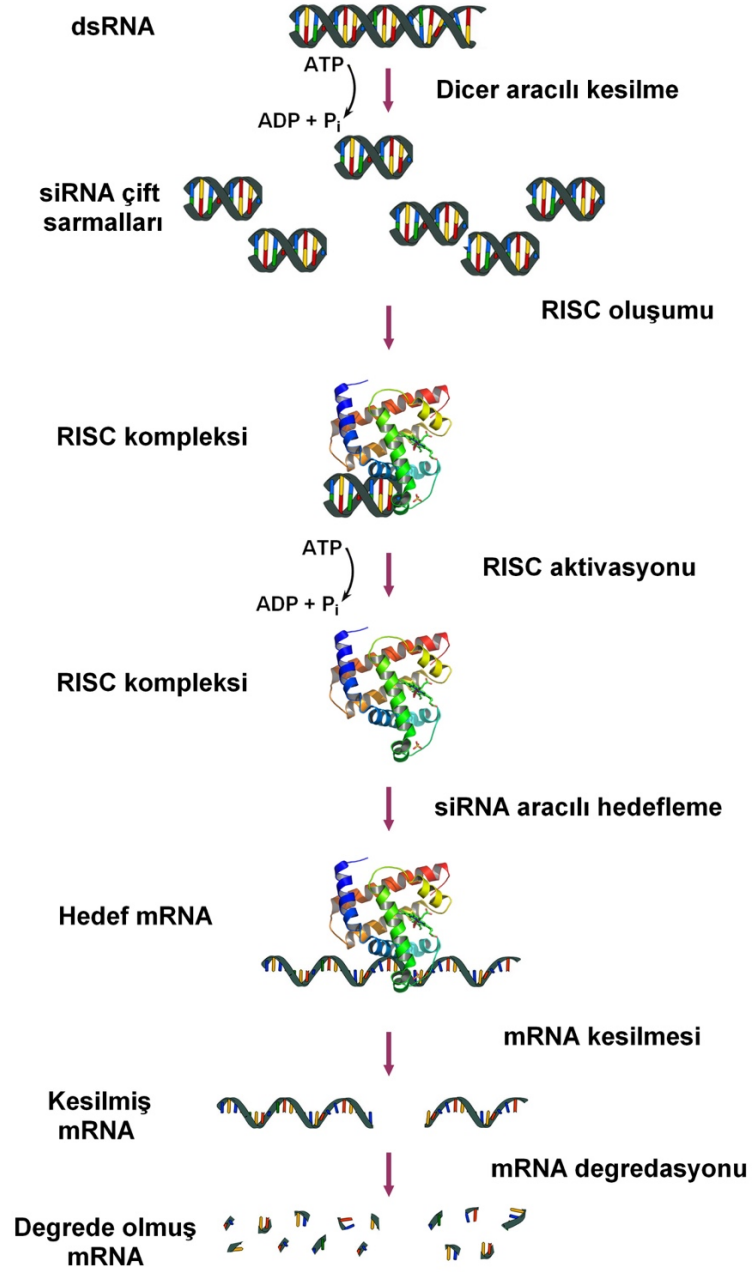 dsRNA
ATP
Dicer aracılı kesilme
ADP + Pi
siRNA çift
sarmalları
RISC oluşumu
RISC kompleksi
ATP
RISC aktivasyonu
ADP + Pi
RISC kompleksi
siRNA aracılı hedefleme
Hedef mRNA
mRNA kesilmesi
Kesilmiş
mRNA
mRNA degredasyonu
Degrede olmuş
mRNA